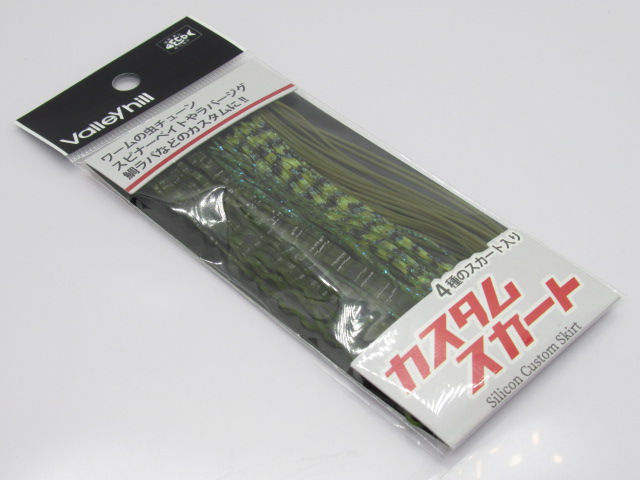 Valleyhill
ワームの虫チューン
スピナーベイトやラバージグ
鯛ラバなどのカスタムに!!
4種のスカート入り
カスタム
スカート
Silicon Custom Skirt